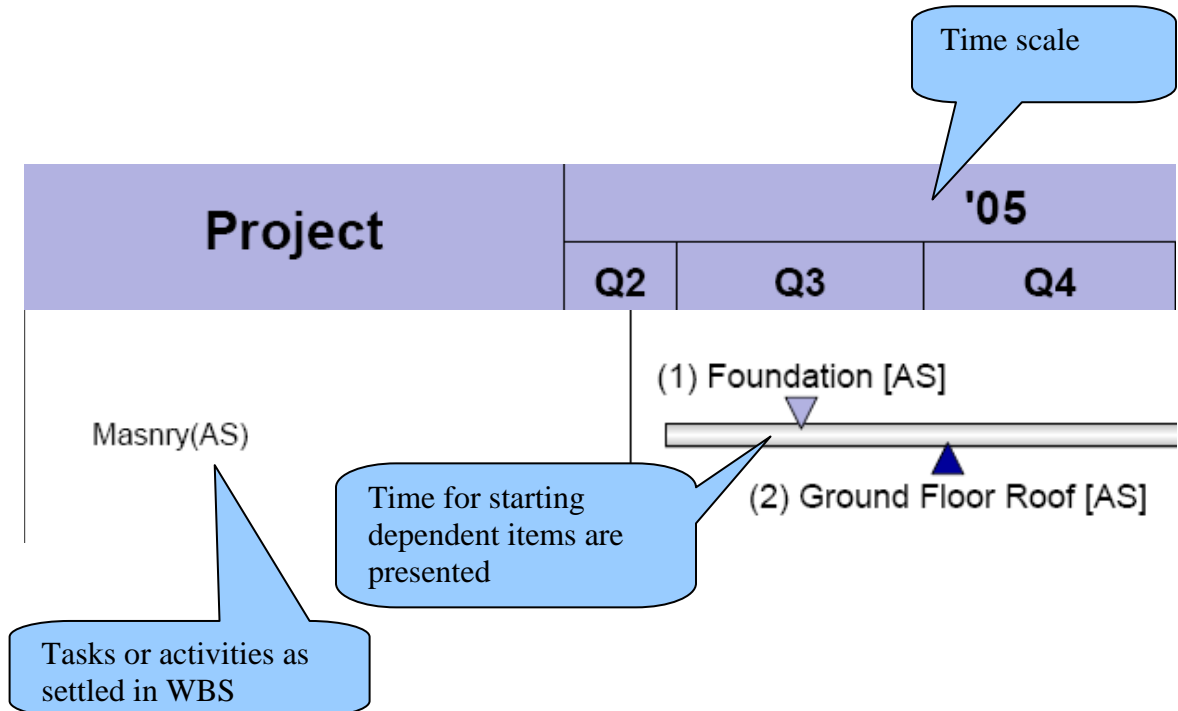 Time scale
Project
'05
Q2 Q3 Q4
(1) Foundation [AS]
Masnry(AS)
(2) Ground Floor Roof [AS]
Time for starting
dependent items are
presented
Tasks or activities as
settled in WBS